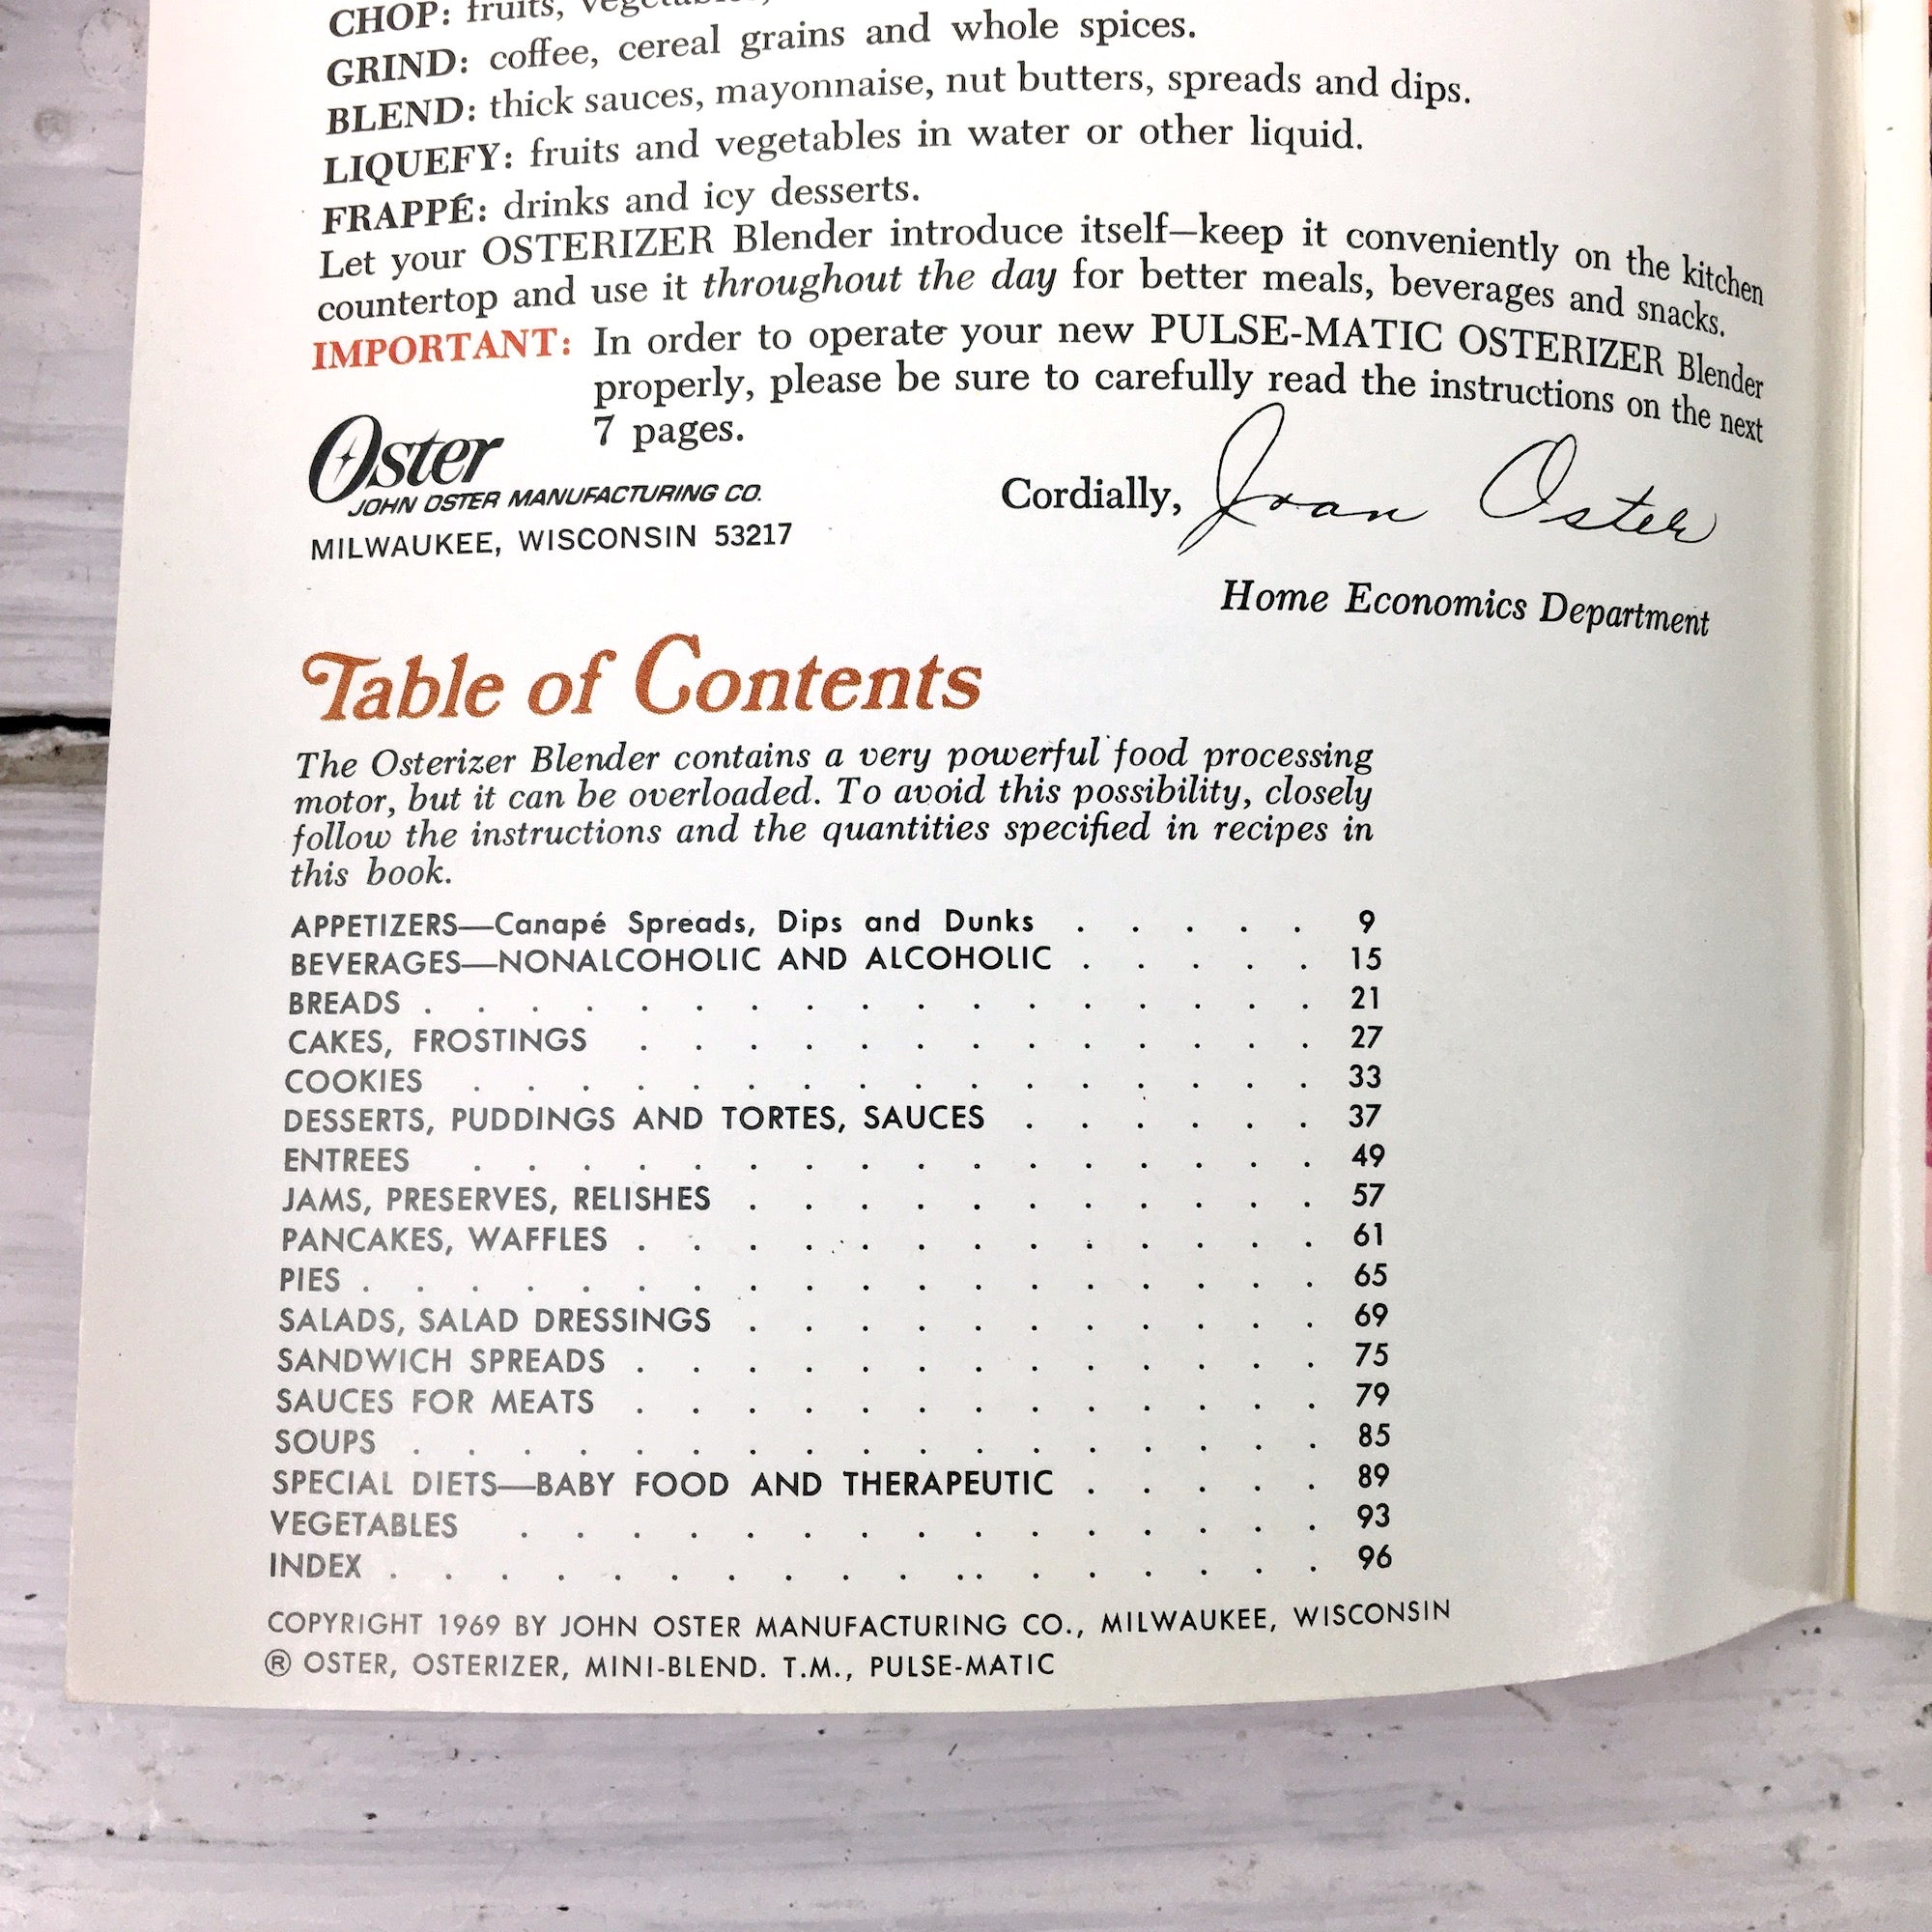 CHOP: fruits, vegetables,
GRIND: coffee, cereal grains and whole spices.
BLEND: thick sauces, mayonnaise, nut butters, spreads and dips.
LIQUEFY: fruits and vegetables in water or other liquid.
FRAPPÉ: drinks and icy desserts.
Let your OSTERIZER Blender introduce itself—keep it conveniently on the kitchen
countertop and use it throughout the day for better meals, beverages and snacks.
IMPORTANT: In order to operate your new PULSE-MATIC OSTERIZER Blender
properly, please be sure to carefully read the instructions on the next
7 pages.
Oster
JOHN OSTER MANUFACTURING CO.
MILWAUKEE, WISCONSIN 53217
Cordially, Joan Oster
Home Economics Department
Table of Contents
The Osterizer Blender contains a very powerful food processing
motor, but it can be overloaded. To avoid this possibility, closely
follow the instructions and the quantities specified in recipes in
this book.
APPETIZERS—Canapé Spreads, Dips and Dunks . . . . . 9
BEVERAGES—NONALCOHOLIC AND ALCOHOLIC . . . . . 15
BREADS . . . . . . . . . . . . . . . . . 21
CAKES, FROSTINGS . . . . . . . . . . . . . 27
COOKIES . . . . . . . . . . . . . . . . 33
DESSERTS, PUDDINGS AND TORTES, SAUCES . . . . . . 37
ENTREES . . . . . . . . . . . . . . . . 49
JAMS, PRESERVES, RELISHES . . . . . . . . . . . 57
PANCAKES, WAFFLES . . . . . . . . . . . . . 61
PIES . . . . . . . . . . . . . . . . . . 65
SALADS, SALAD DRESSINGS . . . . . . . . . . . 69
SANDWICH SPREADS . . . . . . . . . . . . . 75
SAUCES FOR MEATS . . . . . . . . . . . . . 79
SOUPS . . . . . . . . . . . . . . . . . 85
SPECIAL DIETS—BABY FOOD AND THERAPEUTIC . . . . . 89
VEGETABLES . . . . . . . . . . . . . . . 93
INDEX . . . . . . . . . . . . . . . . . . 96
COPYRIGHT 1969 BY JOHN OSTER MANUFACTURING CO., MILWAUKEE, WISCONSIN
® OSTER, OSTERIZER, MINI-BLEND. T.M., PULSE-MATIC